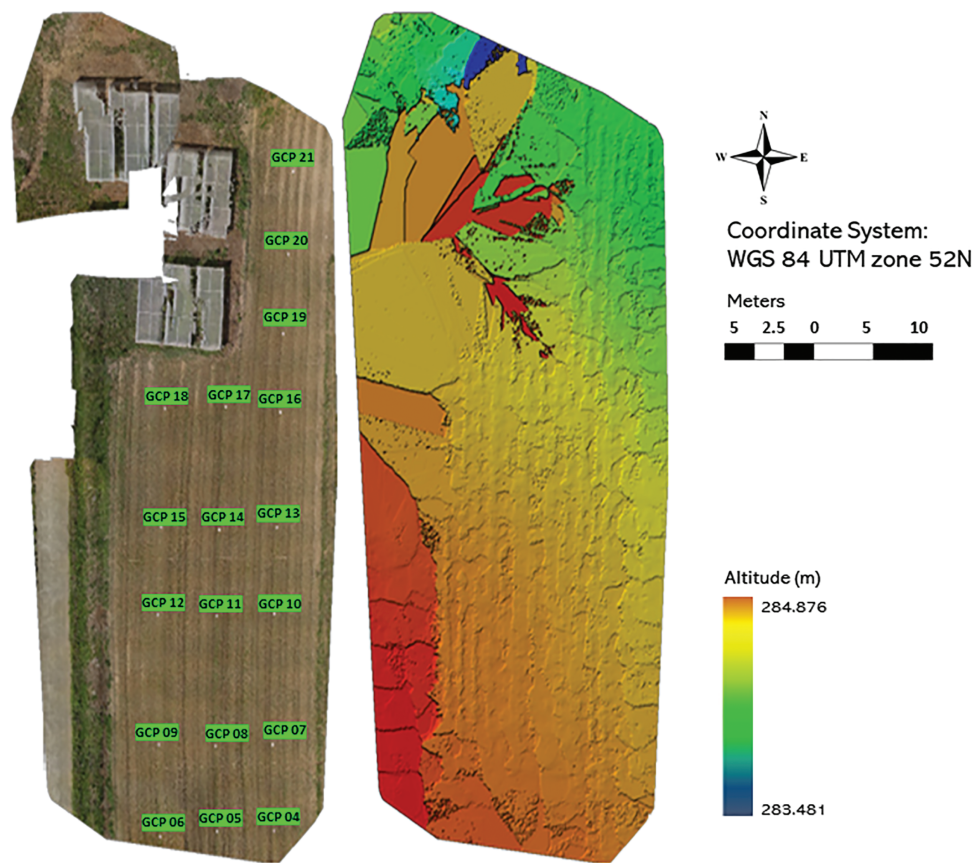 GCP 21
GCP 20
GCP 19
GCP 18
GCP 17
GCP 16
GCP 15
GCP 14
GCP 13
GCP 12
GCP 11
GCP 10
GCP 09
GCP 08
GCP 07
GCP 06
GCP 05
GCP 04
N
W E
S
Coordinate System:
WGS 84 UTM zone 52N
Meters
5 2.5 0 5 10
Altitude (m)
284.876
283.481